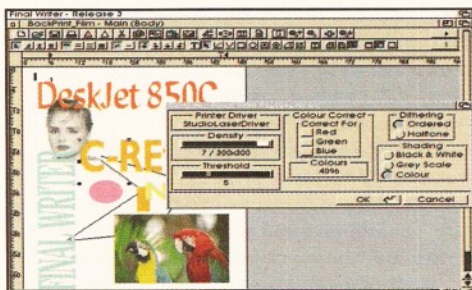 Final Writer - Release 3
BackPrint_Film - Main (Body)
DeskJet 850C
C-RE
FINAL WRITER
Printer Driver
StudioLaserDriver
Density
7 / 300x300
Threshold
5
Colour Correct
Correct For
Red
Green
Blue
Colours
4096
Dithering
Ordered
Halftone
Shading
Black & White
Grey Scale
Colour
OK
Cancel